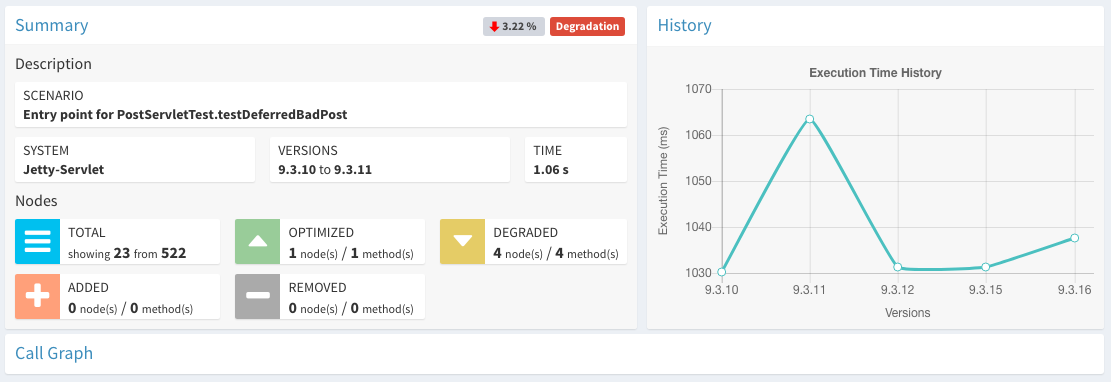 Summary
3.22 %
Degradation
Description
SCENARIO
Entry point for PostServletTest.testDeferredBadPost
SYSTEM
Jetty-Servlet
VERSIONS
9.3.10 to 9.3.11
TIME
1.06 s
Nodes
TOTAL
showing 23 from 522
OPTIMIZED
1 node(s) / 1 method(s)
DEGRADED
4 node(s) / 4 method(s)
ADDED
0 node(s) / 0 method(s)
REMOVED
0 node(s) / 0 method(s)
History
Execution Time History
Execution Time (ms)
1070
1060
1050
1040
1030
9.3.10
9.3.11
9.3.12
9.3.15
9.3.16
Versions
Call Graph